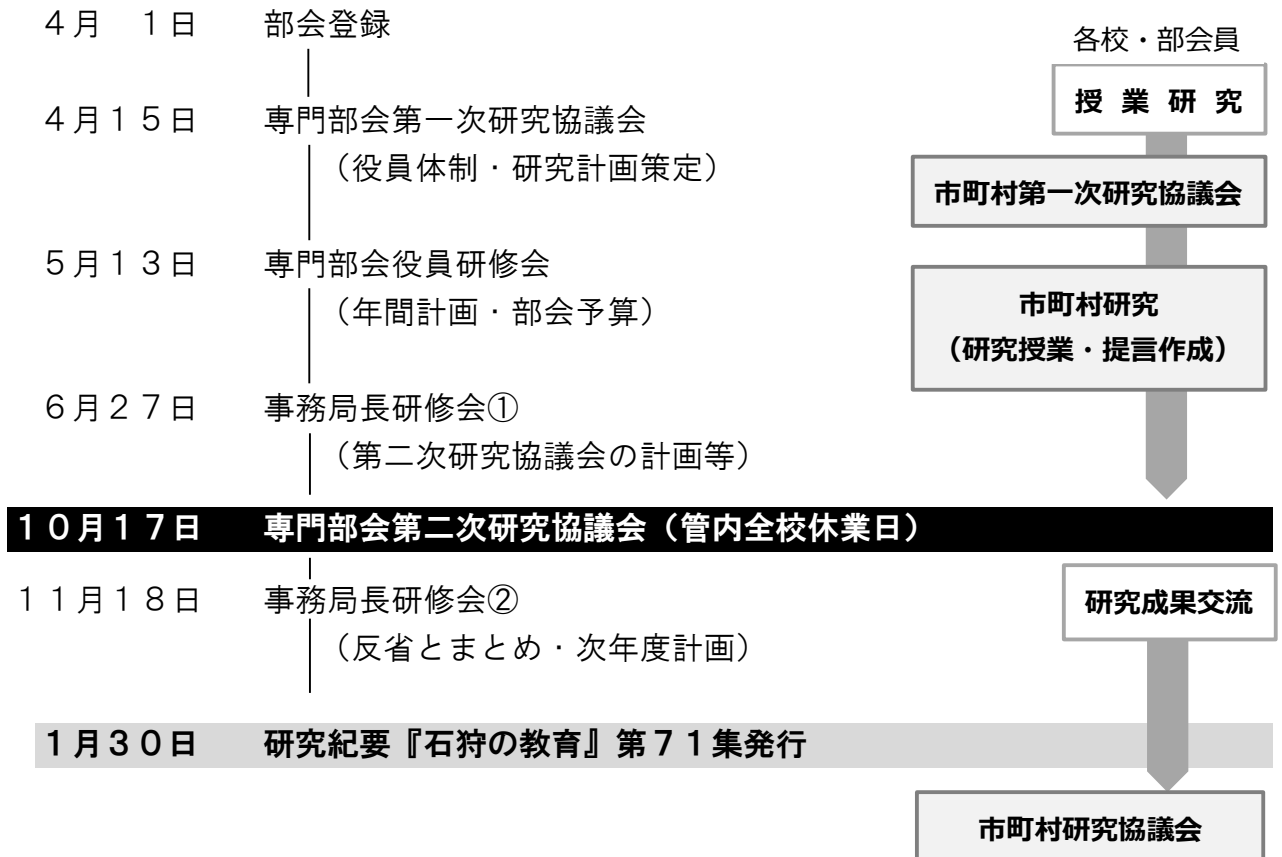 ４月　１日　　部会登録
４月１５日　　専門部会第一次研究協議会
（役員体制・研究計画策定）
５月１３日　　専門部会役員研修会
（年間計画・部会予算）
６月２７日　　事務局長研修会①
（第二次研究協議会の計画等）
１０月１７日　　専門部会第二次研究協議会（管内全校休業日）
１１月１８日　　事務局長研修会②
（反省とまとめ・次年度計画）
１月３０日　　研究紀要『石狩の教育』第７１集発行
各校・部会員
授 業 研 究
市町村第一次研究協議会
市町村研究
（研究授業・提言作成）
研究成果交流
市町村研究協議会